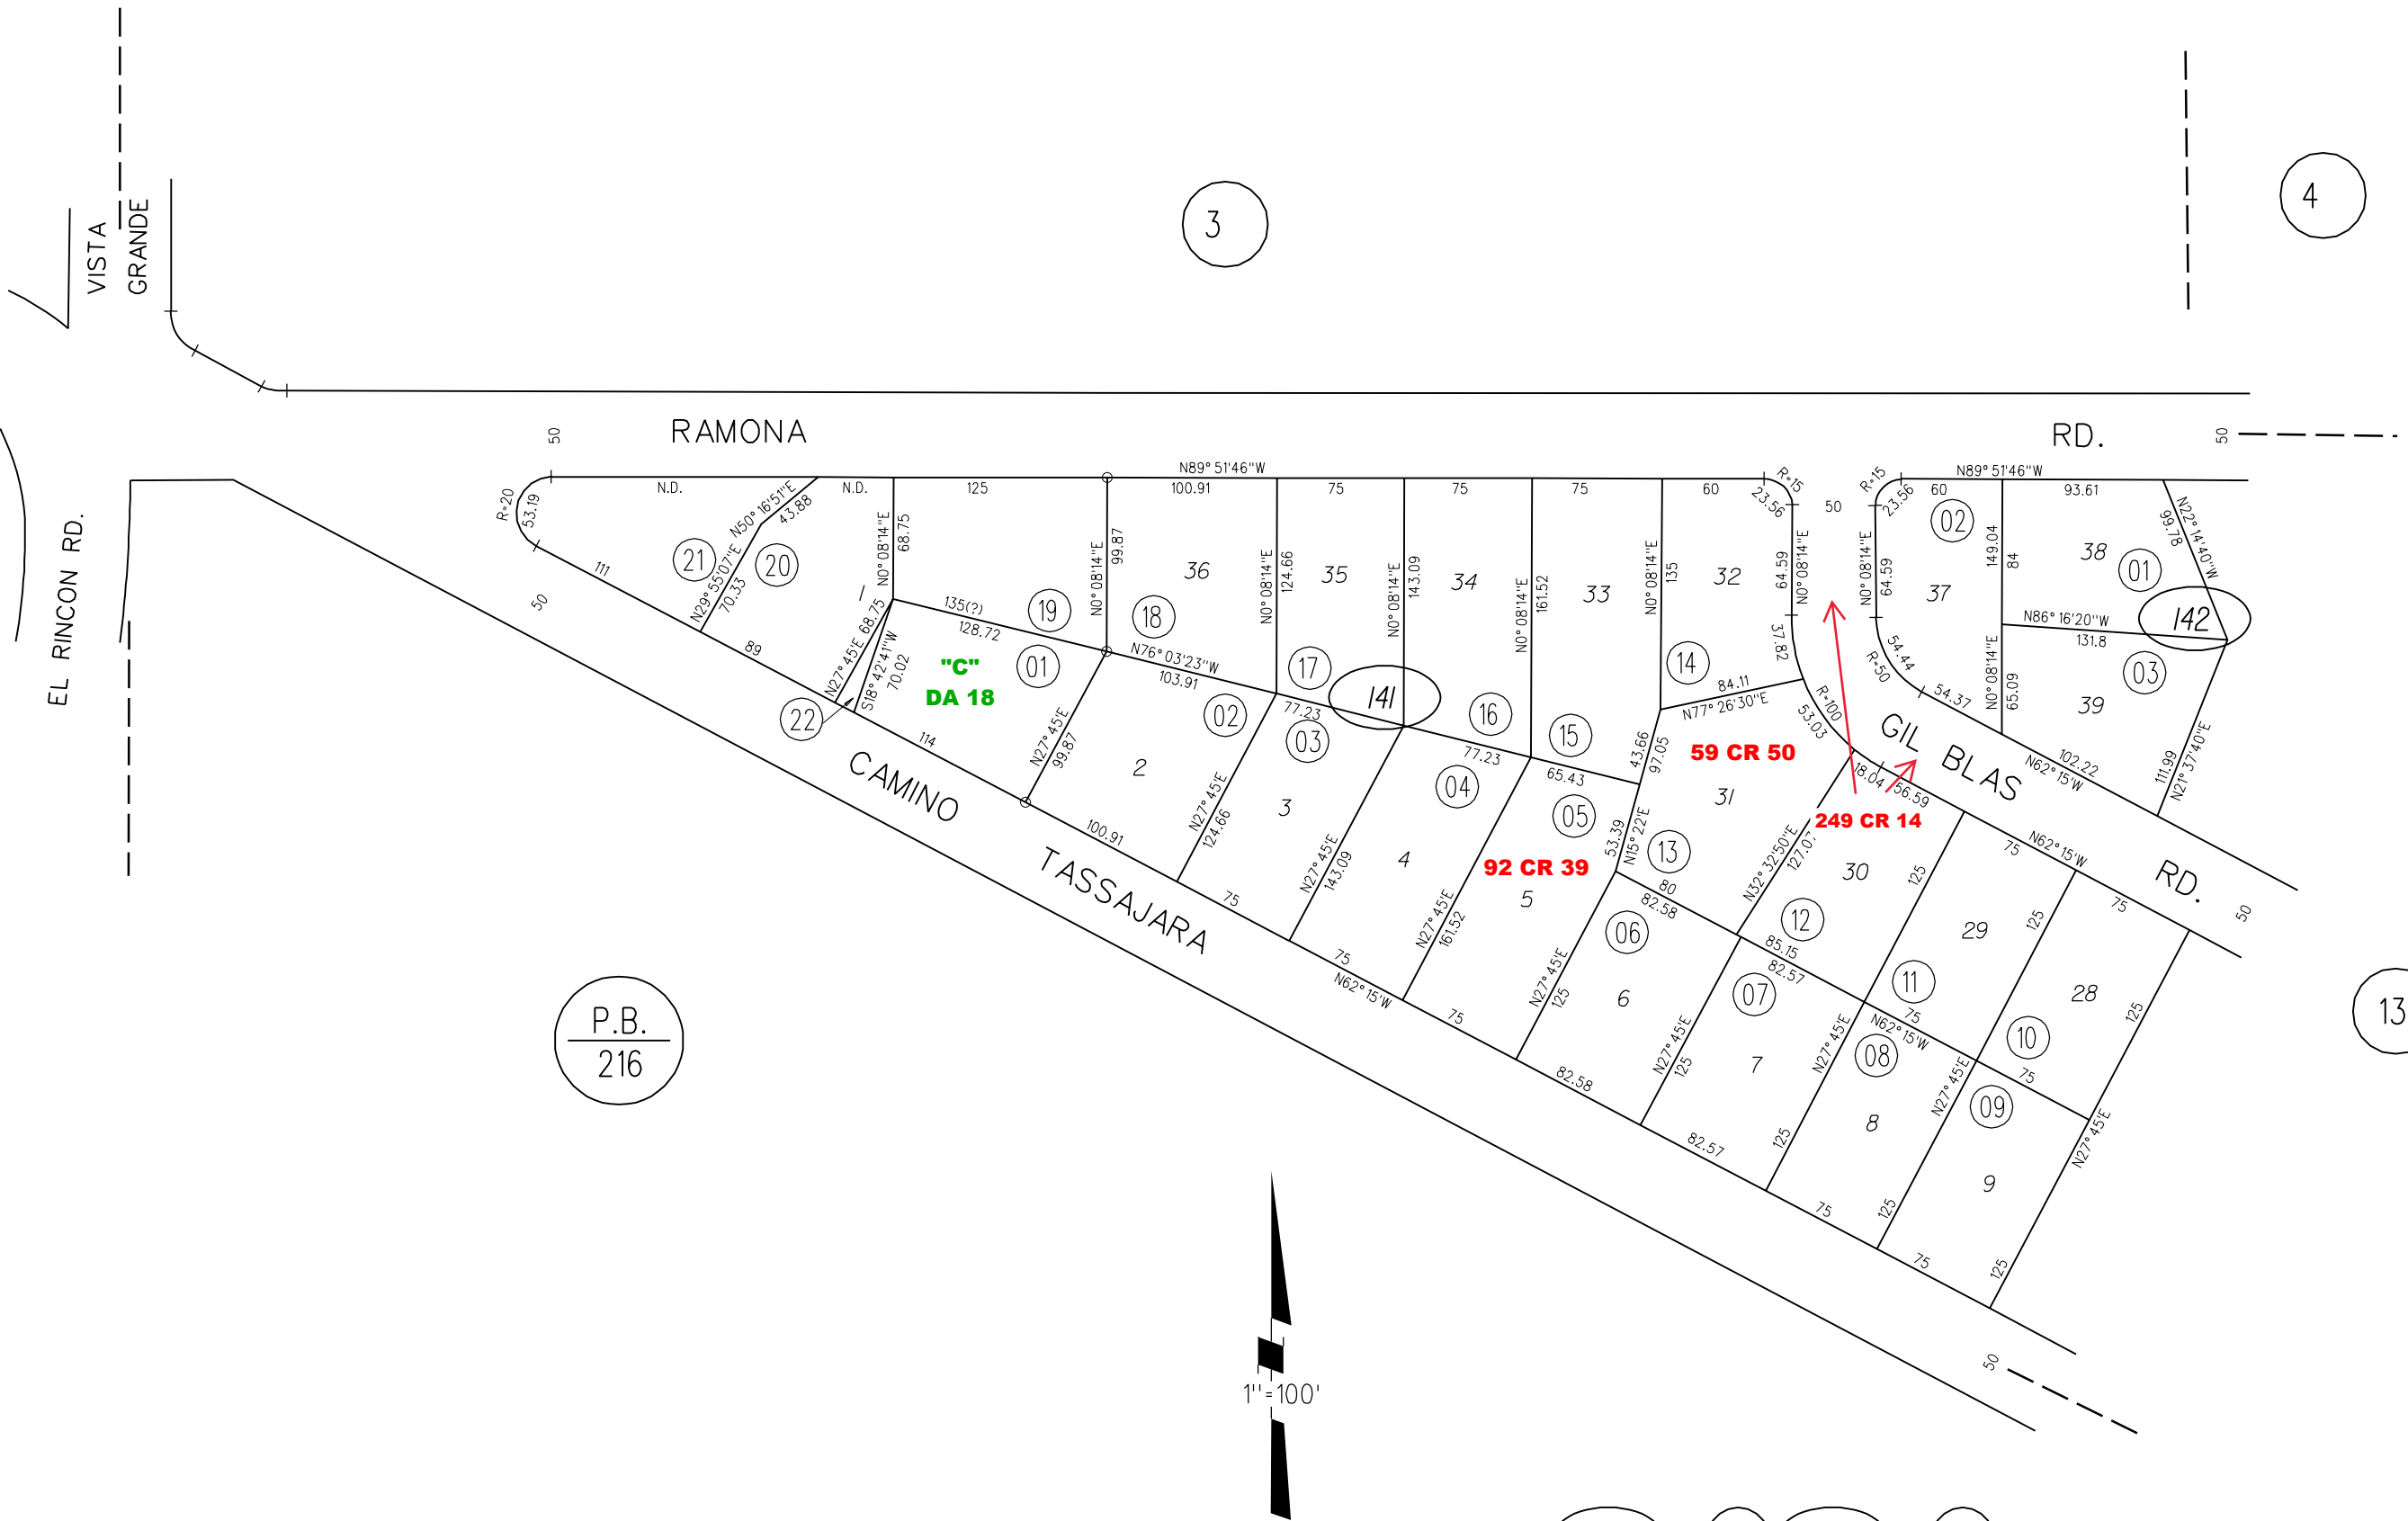 VISTA
GRANDE
3
4
RAMONA
RD.
50
50
EL RINCON RD.
R=20
53.19
N.D.
N50°16'51"E
43.88
N.D.
125
N89°51'46"W
100.91
75
75
75
60
R=15
23.56
50
R=15
23.56
N89°51'46"W
60
93.61
02
N22°14'40"W
99.78
21
20
N29°55'07"E
70.33
N0°08'14"E
68.75
1
N0°08'14"E
99.87
36
N0°08'14"E
124.66
35
N0°08'14"E
143.09
34
N0°08'14"E
161.52
33
N0°08'14"E
135
32
64.59
N0°08'14"E
N0°08'14"E
64.59
37
149.04
84
38
01
142
111
50
89
N27°45'E 68.75
S18°42'41"W
70.02
22
135(?)
128.72
19
01
"C"
DA 18
18
N76°03'23"W
103.91
17
77.23
141
16
77.23
15
65.43
14
84.11
N77°26'30"E
37.82
R=100
53.03
54.44
R=50
54.37
N86°16'20"W
131.8
N0°08'14"E
65.09
03
39
102.22
N62°15'W
111.99
N21°37'40"E
114
N27°45'E
99.87
02
2
03
3
04
4
05
5
92 CR 39
43.66
97.05
59 CR 50
31
18.04
56.59
249 CR 14
GIL BLAS
RD.
50
CAMINO
TASSAJARA
100.91
N27°45'E
124.66
75
N27°45'E
143.09
75
N62°15'W
N27°45'E
161.52
75
53.39
N15°22'E
13
80
82.58
06
N32°32'50"E
127.07
12
30
85.15
82.57
N62°15'W
75
75
125
29
125
28
125
11
10
13
P.B.
216
N27°45'E
125
6
07
N27°45'E
125
7
08
N27°45'E
125
8
75
N62°15'W
75
09
N27°45'E
125
9
N27°45'E
125
82.58
82.57
75
75
50
1"=100'